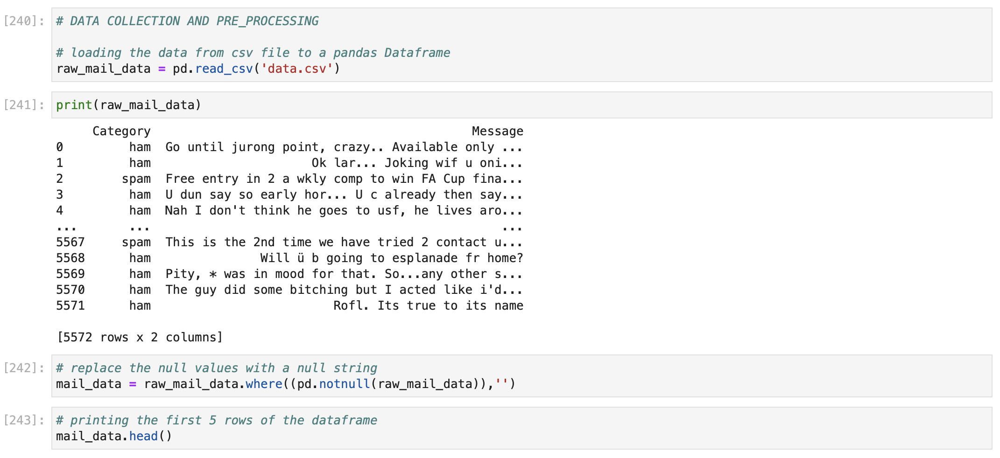 [240]: # DATA COLLECTION AND PRE_PROCESSING
# loading the data from csv file to a pandas Dataframe
raw_mail_data = pd.read_csv('data.csv')
[241]: print(raw_mail_data)
Category Message
0 ham Go until jurong point, crazy.. Available only ...
1 ham Ok lar... Joking wif u oni...
2 spam Free entry in 2 a wkly comp to win FA Cup fina...
3 ham U dun say so early hor... U c already then say...
4 ham Nah I don't think he goes to usf, he lives aro...
... ... ...
5567 spam This is the 2nd time we have tried 2 contact u...
5568 ham Will ü b going to esplanade fr home?
5569 ham Pity, * was in mood for that. So...any other s...
5570 ham The guy did some bitching but I acted like i'd...
5571 ham Rofl. Its true to its name
[5572 rows x 2 columns]
[242]: # replace the null values with a null string
mail_data = raw_mail_data.where((pd.notnull(raw_mail_data)),'')
[243]: # printing the first 5 rows of the dataframe
mail_data.head()